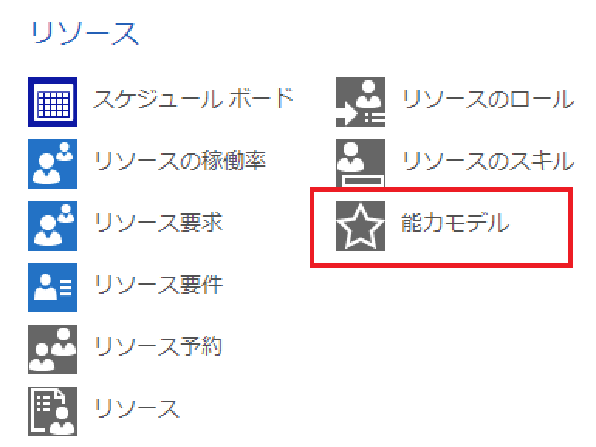 リソース
スケジュール ボード
リソースの稼働率
リソース要求
リソース要件
リソース予約
リソース
リソースのロール
リソースのスキル
能力モデル